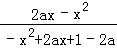 2ax − x²
− x²+2ax+1 − 2a